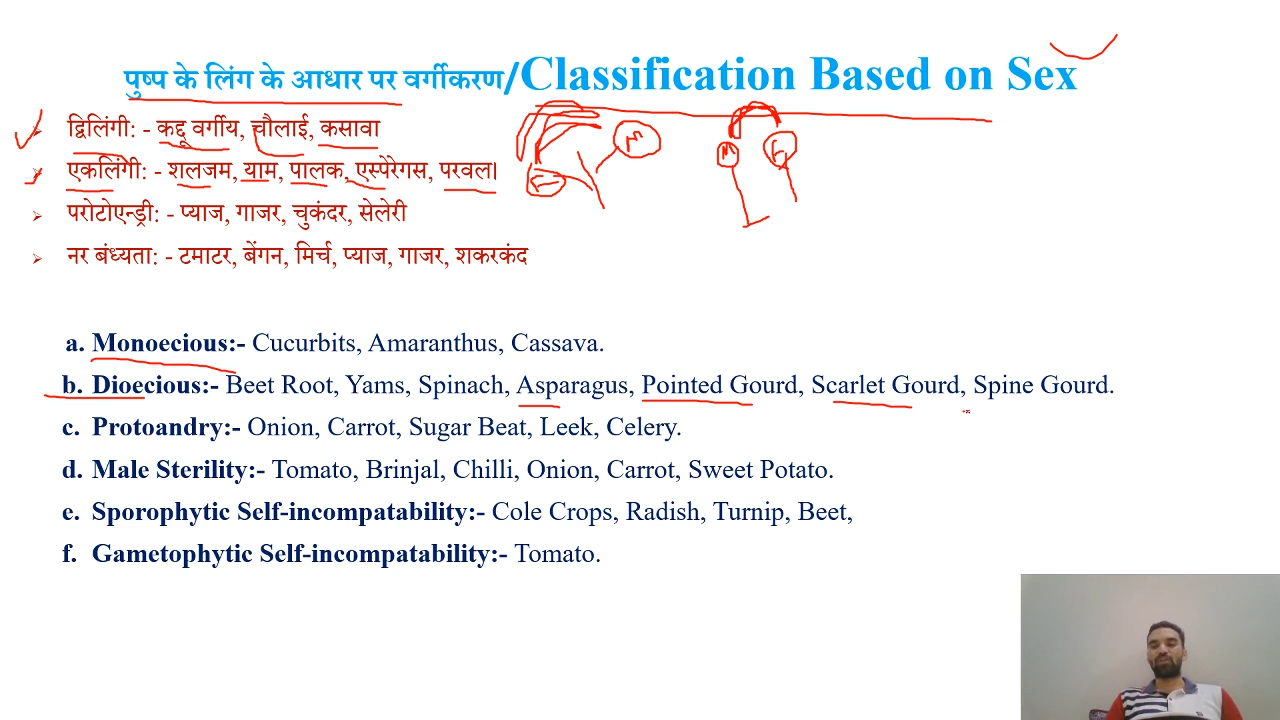 पुष्प के लिंग के आधार पर वर्गीकरण/Classification Based on Sex
द्विलिंगी: - कद्दू वर्गीय, चौलाई, कसावा
एकलिंगी: - शलजम, याम, पालक, एस्पेरेगस, परवल।
परोटोएन्ड्री: - प्याज, गाजर, चुकंदर, सेलेरी
नर बंध्यता: - टमाटर, बेंगन, मिर्च, प्याज, गाजर, शकरकंद
M
F
M
F
a. Monoecious:- Cucurbits, Amaranthus, Cassava.
b. Dioecious:- Beet Root, Yams, Spinach, Asparagus, Pointed Gourd, Scarlet Gourd, Spine Gourd.
c. Protoandry:- Onion, Carrot, Sugar Beat, Leek, Celery.
d. Male Sterility:- Tomato, Brinjal, Chilli, Onion, Carrot, Sweet Potato.
e. Sporophytic Self-incompatability:- Cole Crops, Radish, Turnip, Beet,
f. Gametophytic Self-incompatability:- Tomato.